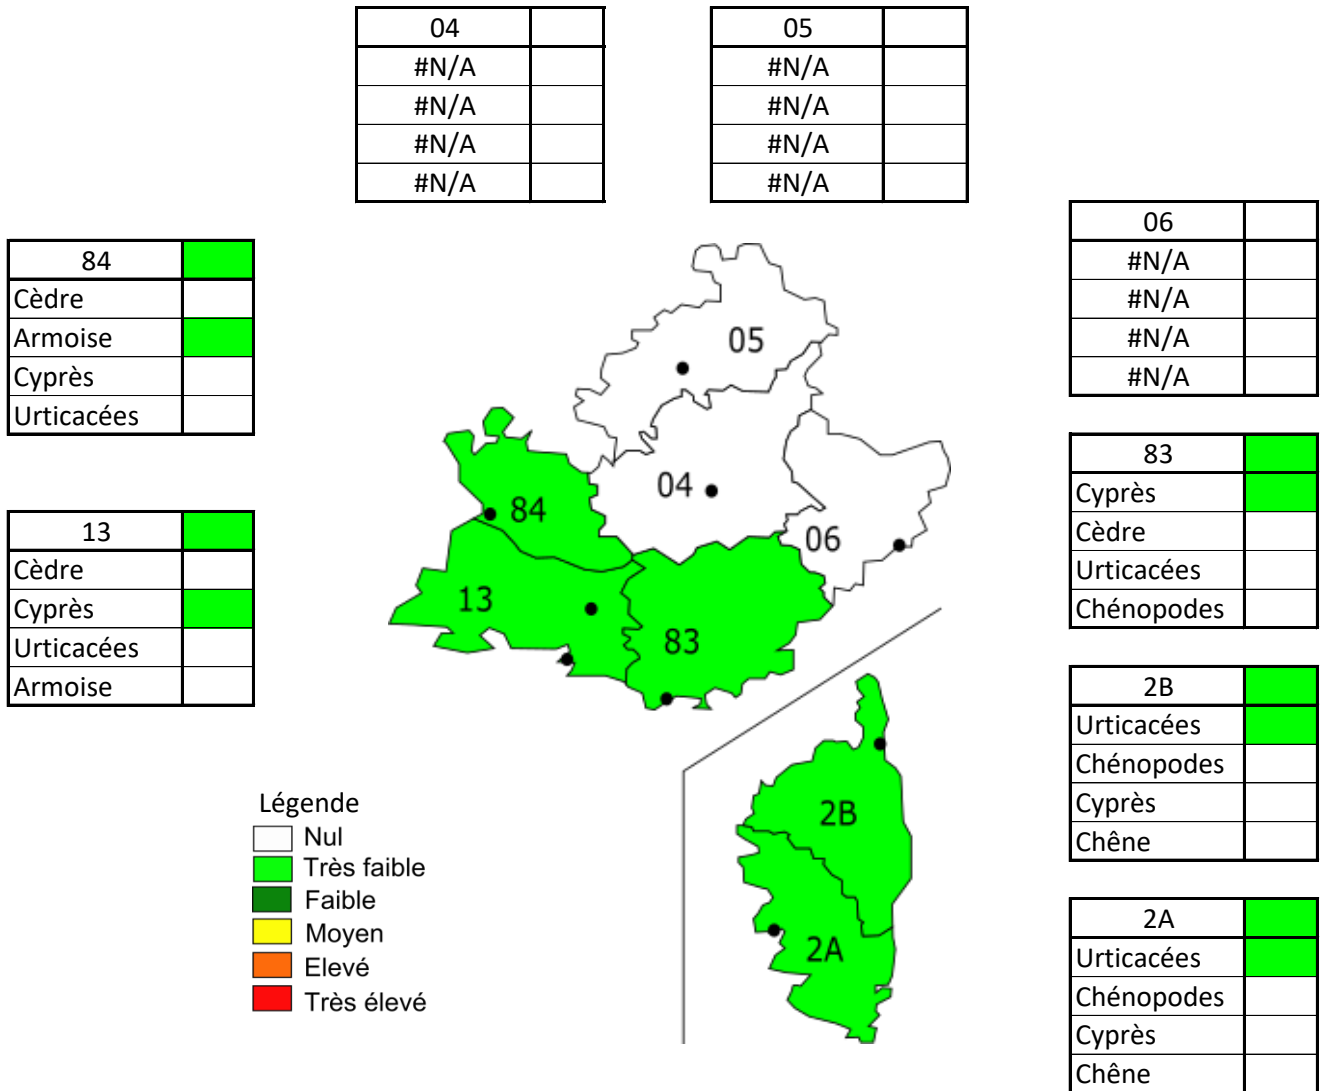 04
#N/A
#N/A
#N/A
#N/A
05
#N/A
#N/A
#N/A
#N/A
06
#N/A
#N/A
#N/A
#N/A
84
Cèdre
Armoise
Cyprès
Urticacées
13
Cèdre
Cyprès
Urticacées
Armoise
83
Cyprès
Cèdre
Urticacées
Chénopodes
2B
Urticacées
Chénopodes
Cyprès
Chêne
2A
Urticacées
Chénopodes
Cyprès
Chêne
05
04
84
06
13
83
2B
2A
Légende
Nul
Très faible
Faible
Moyen
Elevé
Très élevé